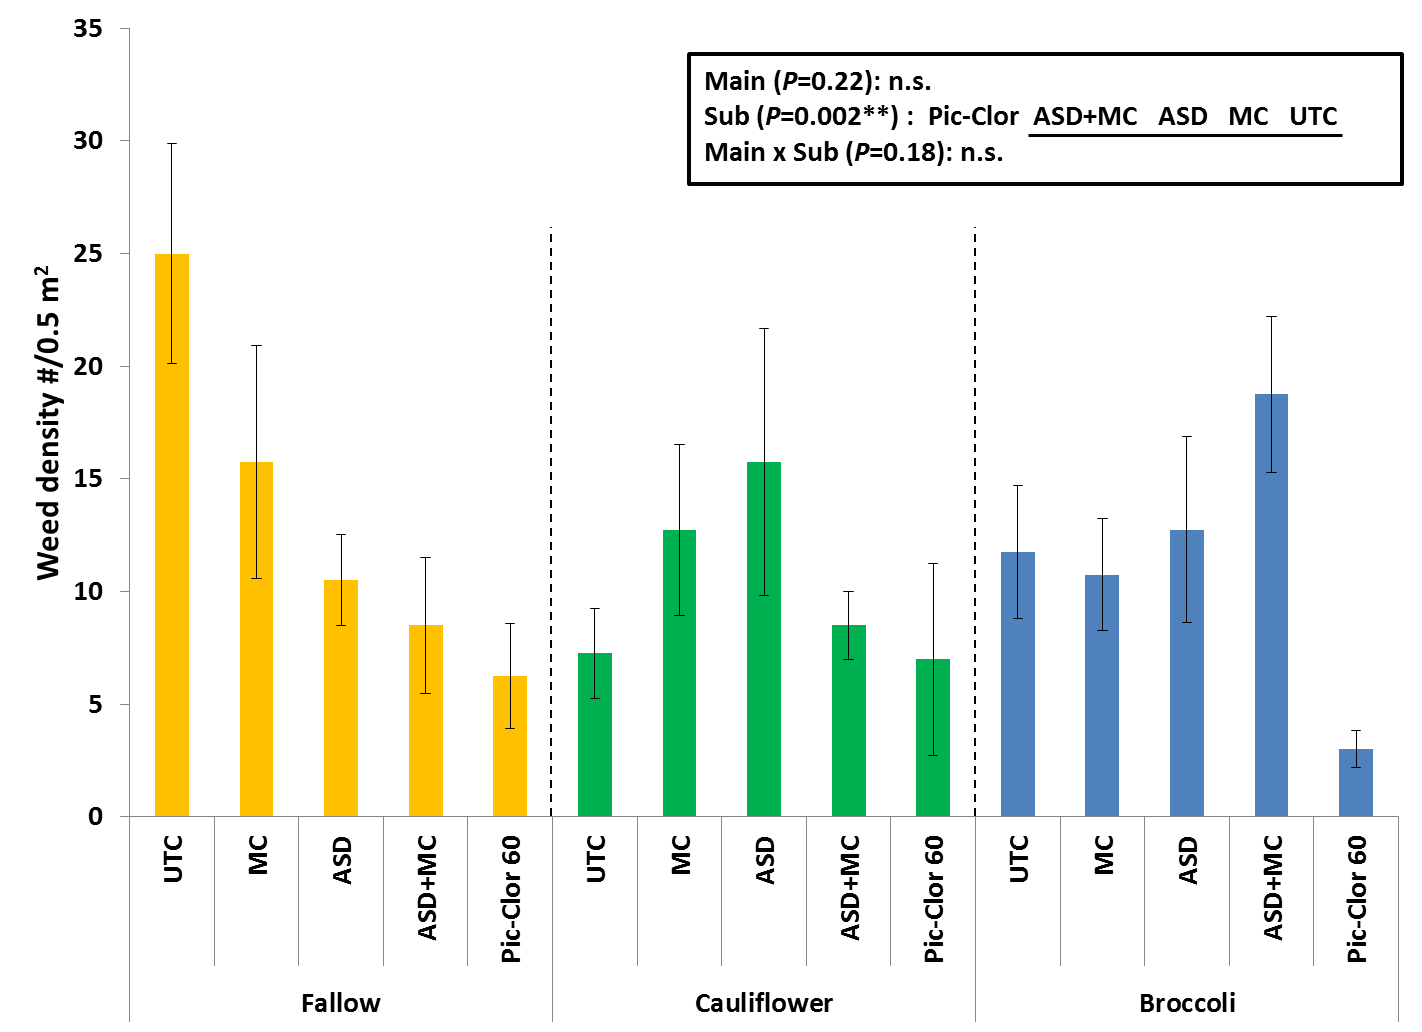 35
30
25
20
15
10
5
0
Weed density #/0.5 m²
Main (P=0.22): n.s.
Sub (P=0.002**) : Pic-Clor ASD+MC ASD MC UTC
Main x Sub (P=0.18): n.s.
UTC
MC
ASD
ASD+MC
Pic-Clor 60
UTC
MC
ASD
ASD+MC
Pic-Clor 60
UTC
MC
ASD
ASD+MC
Pic-Clor 60
Fallow
Cauliflower
Broccoli